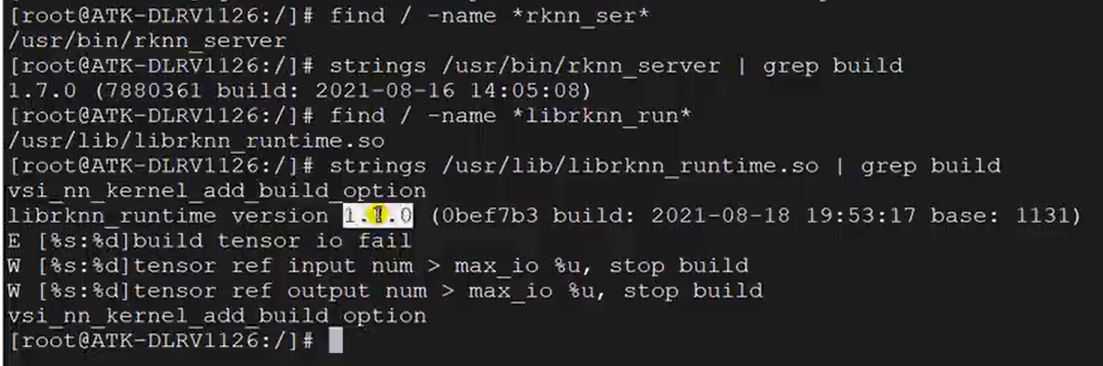 [root@ATK-DLRV1126:/]# find / -name *rknn_ser*
/usr/bin/rknn_server
[root@ATK-DLRV1126:/]# strings /usr/bin/rknn_server | grep build
1.7.0 (7880361 build: 2021-08-16 14:05:08)
[root@ATK-DLRV1126:/]# find / -name *librknn_run*
/usr/lib/librknn_runtime.so
[root@ATK-DLRV1126:/]# strings /usr/lib/librknn_runtime.so | grep build
vsi_nn_kernel_add_build_option
librknn_runtime version 1.7.0 (0bef7b3 build: 2021-08-18 19:53:17 base: 1131)
E [%s:%d]build tensor io fail
W [%s:%d]tensor ref input num > max_io %u, stop build
W [%s:%d]tensor ref output num > max_io %u, stop build
vsi_nn_kernel_add_build_option
[root@ATK-DLRV1126:/]#